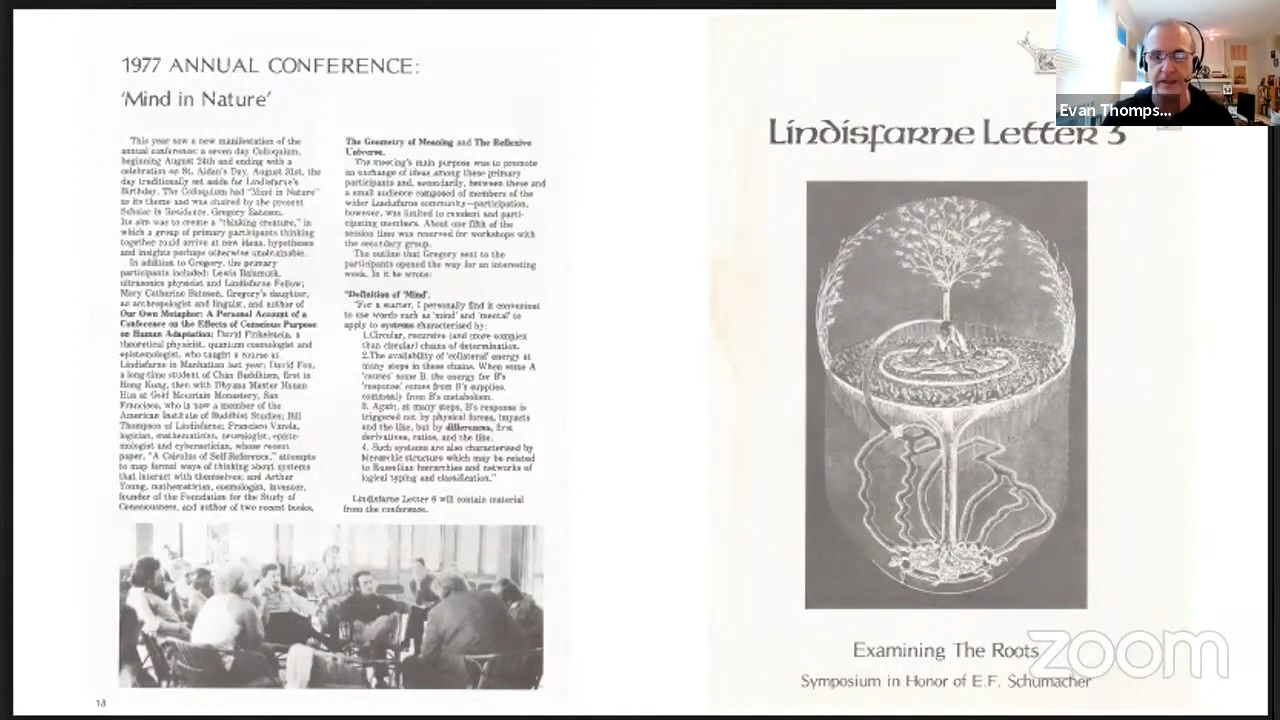 1977 ANNUAL CONFERENCE:
'Mind in Nature'
This year saw a new manifestation of the
annual conference: a seven day Colloquium,
beginning August 24th and ending with a
celebration on St. Aidan's Day, August 31st, the
day traditionally set aside for Lindisfarne's
Birthday. The Colloquium had "Mind in Nature"
as its theme and was chaired by the present
Scholar in Residence, Gregory Bateson.
Its aim was to create a "thinking creature," in
which a group of primary participants thinking
together could arrive at new ideas, hypotheses
and insights perhaps otherwise unobtainable.
In addition to Gregory, the primary
participants included: Lewis Balamuth,
ultrasonics physicist and Lindisfarne Fellow;
Mary Catherine Bateson, Gregory's daughter,
an anthropologist and linguist, and author of
Our Own Metaphor: A Personal Account of a
Conference on the Effects of Conscious Purpose
on Human Adaptation; David Finkelstein, a
theoretical physicist, quantum cosmologist and
epistemologist, who taught a course at
Lindisfarne in Manhattan last year; David Fox,
a long-time student of Chan Buddhism, first in
Hong Kong, then with Dhyana Master Hsuan
Hua at Gold Mountain Monastery, San
Francisco, who is now a member of the
American Institute of Buddhist Studies; Bill
Thompson of Lindisfarne; Francisco Varela,
logician, mathematician, neurologist, episte-
mologist and cybernetician, whose recent
paper, "A Calculus of Self-Reference," attempts
to map formal ways of thinking about systems
that interact with themselves; and Arthur
Young, mathematician, cosmologist, inventor,
founder of the Foundation for the Study of
Consciousness, and author of two recent books,
The Geometry of Meaning and The Reflexive
Universe.
The meeting's main purpose was to promote
an exchange of ideas among these primary
participants and, secondarily, between these and
a small audience composed of members of the
wider Lindisfarne community—participation,
however, was limited to resident and parti-
cipating members. About one fifth of the
session time was reserved for workshops with
the secondary group.
The outline that Gregory sent to the
participants opened the way for an interesting
week. In it he wrote:
"Definition of 'Mind'.
"For a starter, I personally find it convenient
to use words such as 'mind' and 'mental' to
apply to systems characterised by:
1.Circular, recursive (and more complex
than circular) chains of determination.
2.The availability of 'collateral' energy at
many steps in these chains. When some A
'causes' some B, the energy for B's
'response' comes from B's supplies,
commonly from B's metabolism.
3. Again, at many steps, B's response is
triggered not by physical forces, impacts
and the like, but by differences, first
derivatives, ratios, and the like.
4. Such systems are also characterised by
hierarchic structure which may be related
to Russellian hierarchies and networks of
logical typing and classification."
Lindisfarne Letter 6 will contain material
from the conference.
18
Lindisfarne Letter 5
Examining The Roots
Symposium in Honor of E.F. Schumacher
Evan Thomps...
zoom